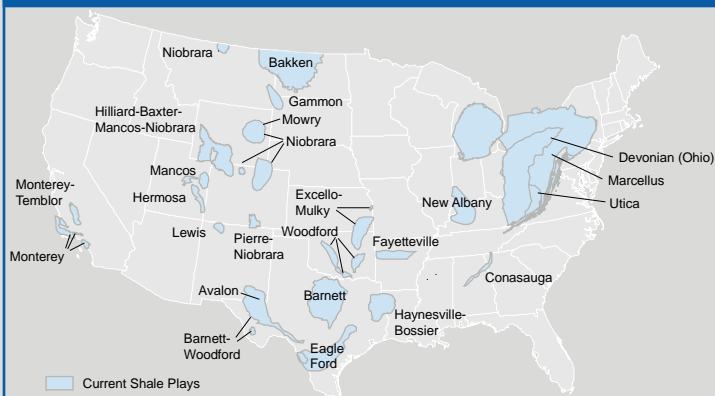 Niobrara
Bakken
Gammon
Mowry
Niobrara
Hilliard-Baxter-
Mancos-Niobrara
Mancos
Hermosa
Monterey-
Temblor
Monterey
Lewis
Pierre-
Niobrara
Excello-
Mulky
Woodford
Fayetteville
New Albany
Devonian (Ohio)
Marcellus
Utica
Conasauga
Avalon
Barnett
Haynesville-
Bossier
Barnett-
Woodford
Eagle
Ford
Current Shale Plays